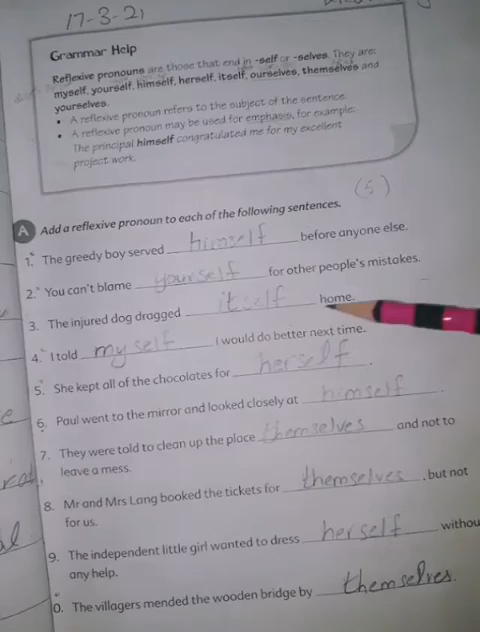 17-3-21
Grammar Help
Reflexive pronouns are those that end in -self or -selves. They are:
myself, yourself, himself, herself, itself, ourselves, themselves and
yourselves.
• A reflexive pronoun refers to the subject of the sentence.
• A reflexive pronoun may be used for emphasis, for example:
The principal himself congratulated me for my excellent
project work.
(5)
A Add a reflexive pronoun to each of the following sentences.
1. The greedy boy served himself before anyone else.
2. You can't blame yourself for other people's mistakes.
3. The injured dog dragged itself home.
4. I told myself I would do better next time.
5. She kept all of the chocolates for herself.
6. Paul went to the mirror and looked closely at himself.
7. They were told to clean up the place themselves and not to
leave a mess.
8. Mr and Mrs Lang booked the tickets for themselves, but not
for us.
9. The independent little girl wanted to dress herself withou
any help.
0. The villagers mended the wooden bridge by themselves.